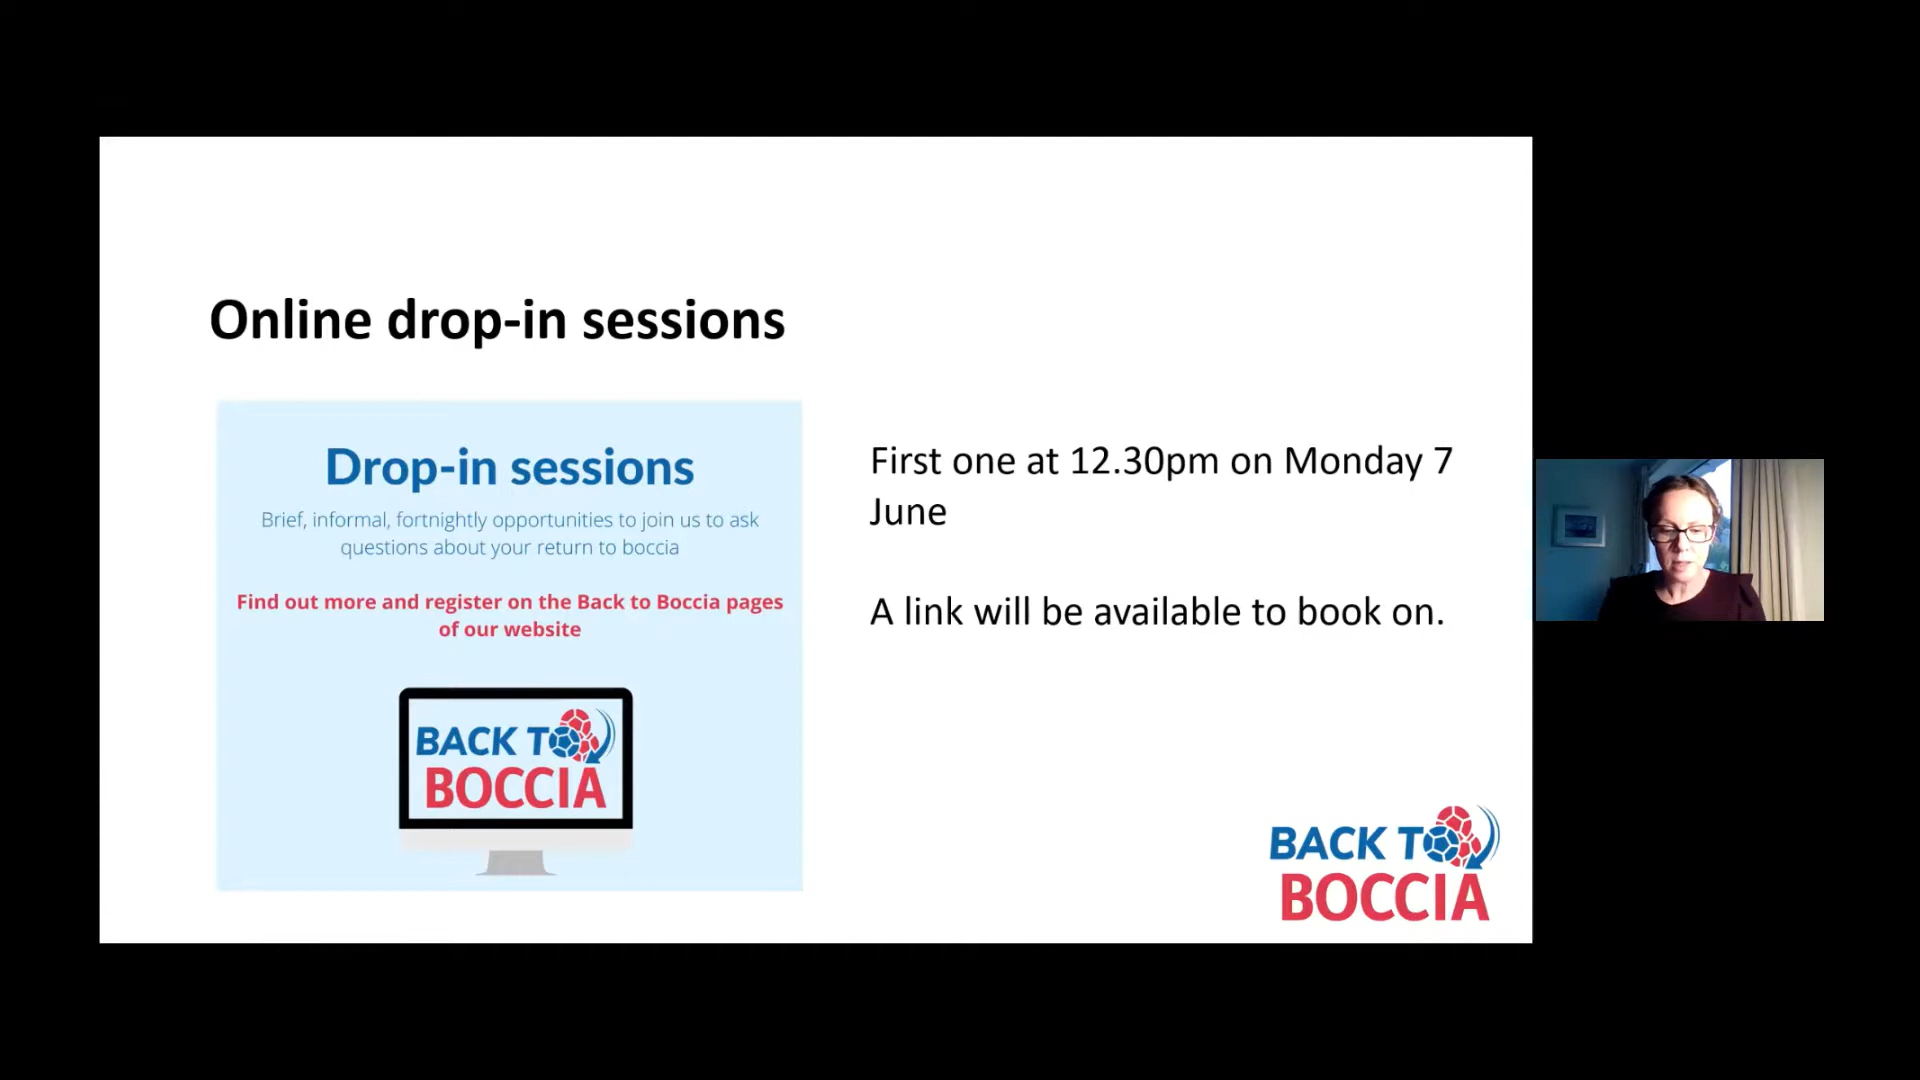 Online drop-in sessions
Drop-in sessions
Brief, informal, fortnightly opportunities to join us to ask
questions about your return to boccia
Find out more and register on the Back to Boccia pages
of our website
BACK TO
BOCCIA
First one at 12.30pm on Monday 7
June
A link will be available to book on.
BACK TO
BOCCIA